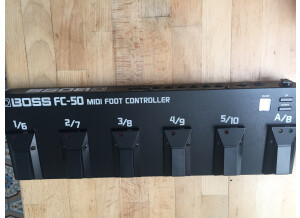 BOSS FC-50 MIDI FOOT CONTROLLER
1/6 2/7 3/8 4/9 5/10 A/B